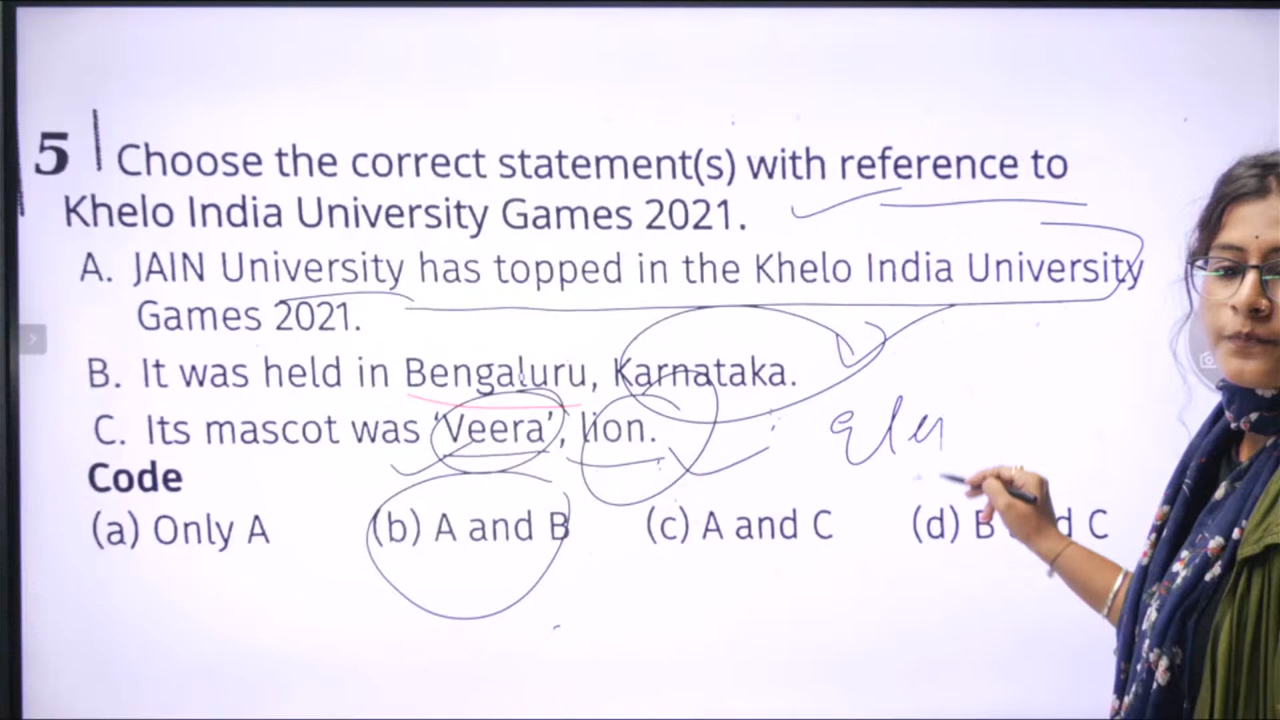 5 Choose the correct statement(s) with reference to
Khelo India University Games 2021.
A. JAIN University has topped in the Khelo India University
Games 2021.
B. It was held in Bengaluru, Karnataka.
C. Its mascot was ‘Veera’, lion.
Code
(a) Only A (b) A and B (c) A and C (d) B d C